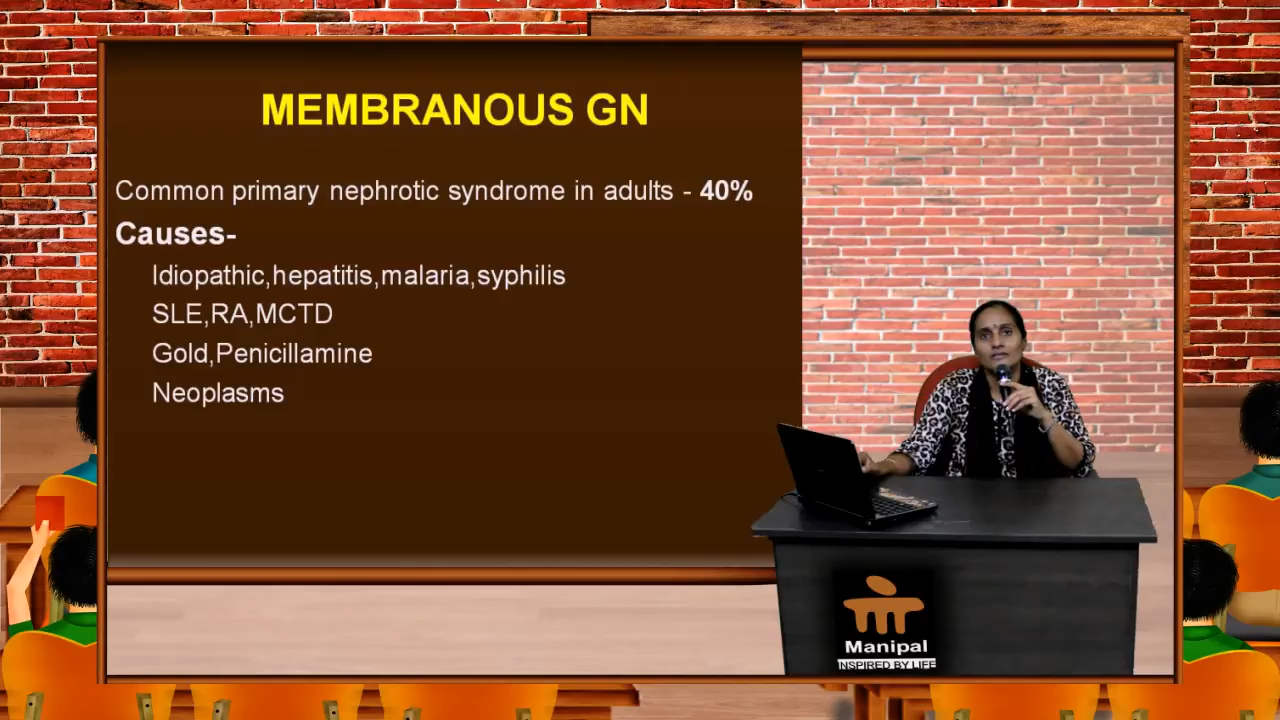 MEMBRANOUS GN
Common primary nephrotic syndrome in adults - 40%
Causes-
Idiopathic,hepatitis,malaria,syphilis
SLE,RA,MCTD
Gold,Penicillamine
Neoplasms
Manipal
INSPIRED BY LIFE